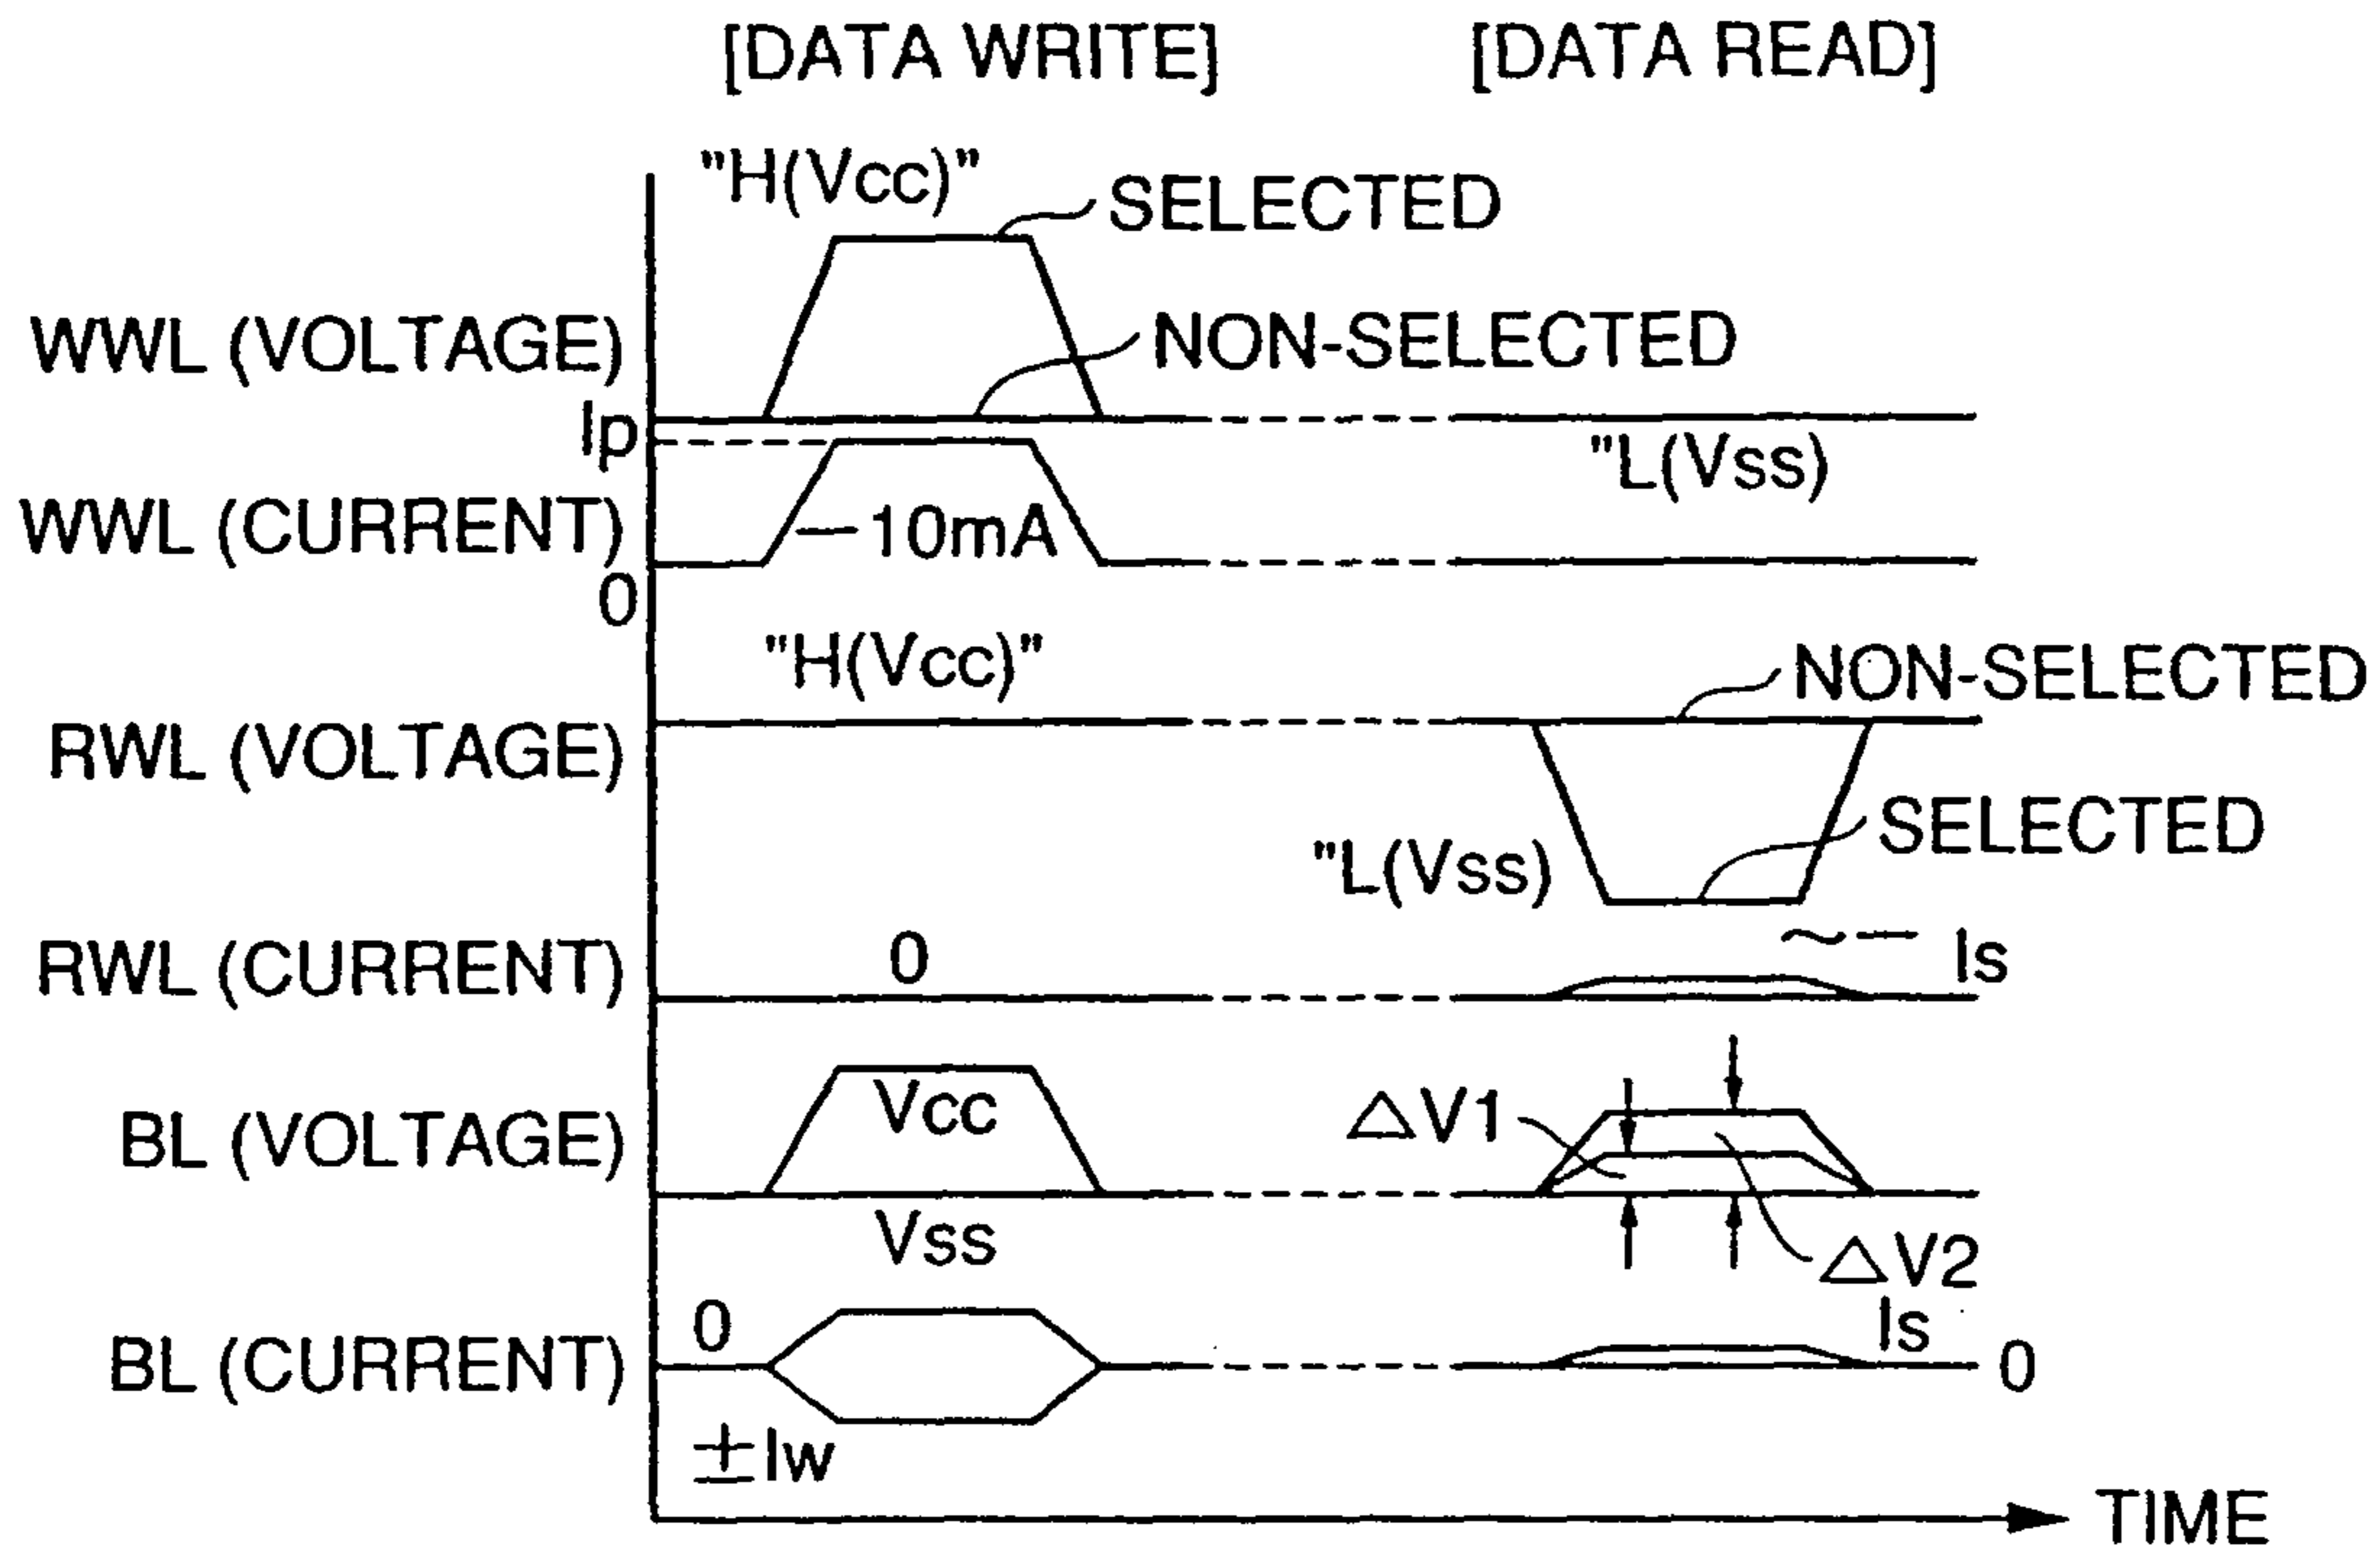 [DATA WRITE] [DATA READ]
"H(Vcc)"
SELECTED
WWL (VOLTAGE)
NON-SELECTED
Ip
"L(Vss)
WWL (CURRENT)
10mA
0
"H(Vcc)"
NON-SELECTED
RWL (VOLTAGE)
SELECTED
"L(Vss)
RWL (CURRENT)
0
~ — Is
BL (VOLTAGE)
Vcc
△V1
Vss
△V2
BL (CURRENT)
0
Is
0
±Iw
TIME